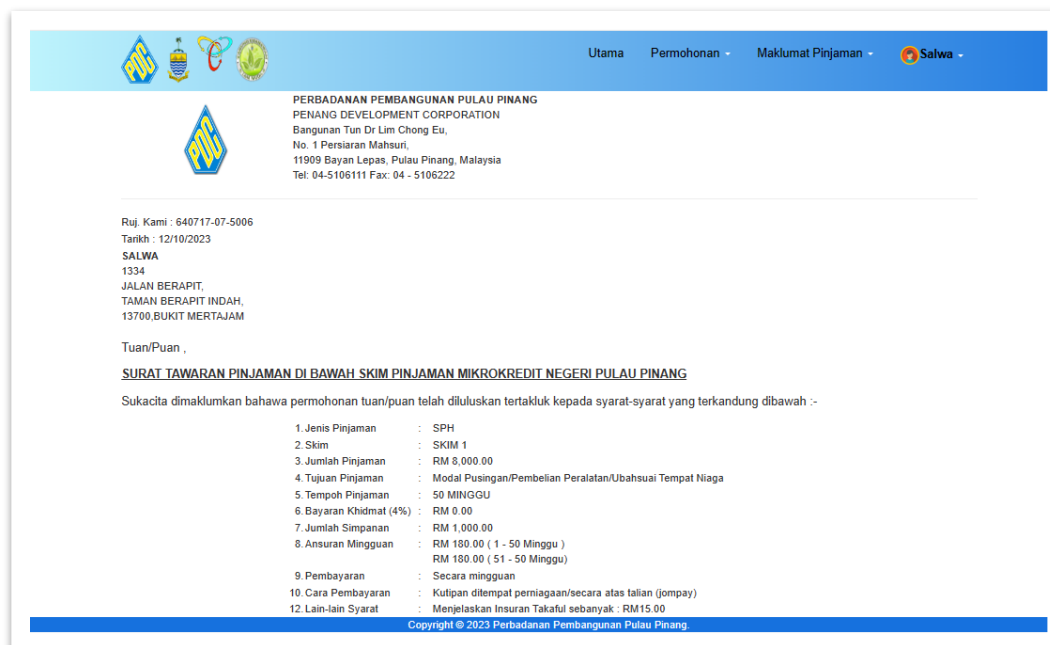 Utama Permohonan Maklumat Pinjaman Salwa
PDC
PERBADANAN PEMBANGUNAN PULAU PINANG
PENANG DEVELOPMENT CORPORATION
Bangunan Tun Dr Lim Chong Eu,
No. 1 Persiaran Mahsuri,
11909 Bayan Lepas, Pulau Pinang, Malaysia
Tel: 04-5106111 Fax: 04 - 5106222
Ruj. Kami : 640717-07-5006
Tarikh : 12/10/2023
SALWA
1334
JALAN BERAPIT,
TAMAN BERAPIT INDAH,
13700,BUKIT MERTAJAM
Tuan/Puan ,
SURAT TAWARAN PINJAMAN DI BAWAH SKIM PINJAMAN MIKROKREDIT NEGERI PULAU PINANG
Sukacita dimaklumkan bahawa permohonan tuan/puan telah diluluskan tertakluk kepada syarat-syarat yang terkandung dibawah :-
1. Jenis Pinjaman : SPH
2. Skim : SKIM 1
3. Jumlah Pinjaman : RM 8,000.00
4. Tujuan Pinjaman : Modal Pusingan/Pembelian Peralatan/Ubahsuai Tempat Niaga
5. Tempoh Pinjaman : 50 MINGGU
6. Bayaran Khidmat (4%) : RM 0.00
7. Jumlah Simpanan : RM 1,000.00
8. Ansuran Mingguan : RM 180.00 ( 1 - 50 Minggu )
RM 180.00 ( 51 - 50 Minggu)
9. Pembayaran : Secara mingguan
10. Cara Pembayaran : Kutipan ditempat perniagaan/secara atas talian (jompay)
12. Lain-lain Syarat : Menjelaskan Insuran Takaful sebanyak : RM15.00
Copyright © 2023 Perbadanan Pembangunan Pulau Pinang.